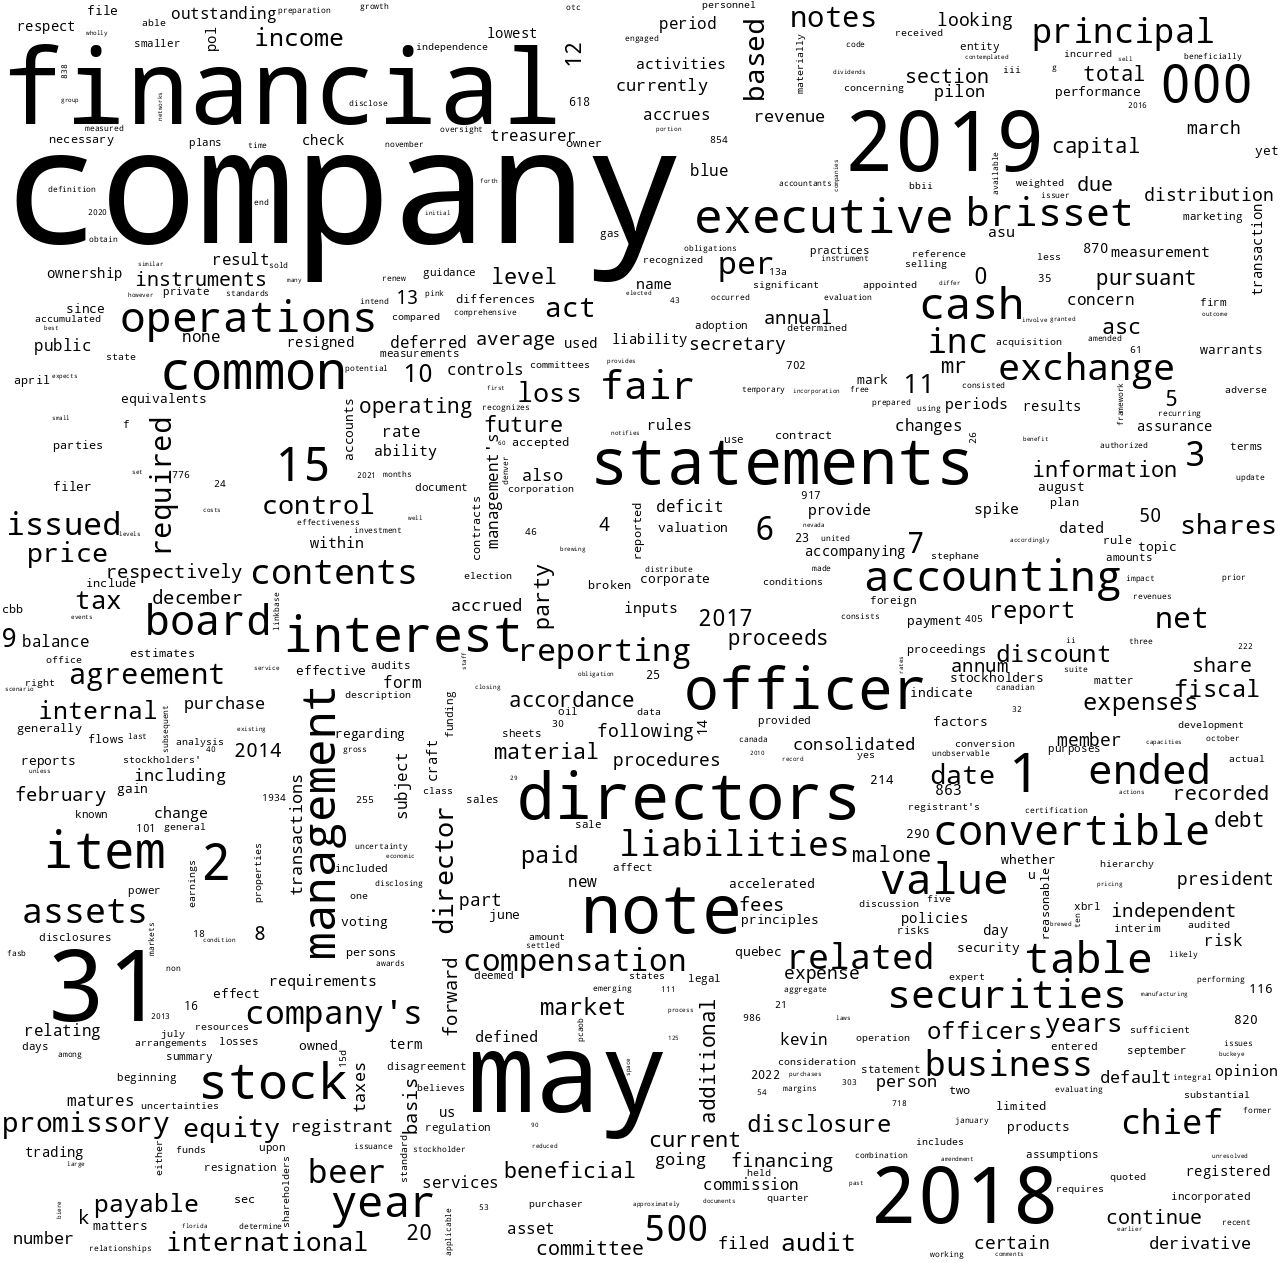 file able outstanding preparation growth otc personnel
respect wholly smaller pol income lowest 12 engaged period based notes looking principal
independence activities materially code received entity contemplated incurred sell beneficially
financial 838 group networks disclose 618 currently dividends concerning section pilon iii g total performance 2016 000
measured necessary plans time november check oversight treasurer owner accrues portion 854 revenue 2019 capital march yet
company definition 2020 obtain end forth initial gas blue accountants companies bbii available weighted issuer due distribution
executive brisset asu marketing transaction
ownership similar result sold instruments however private standards many renew guidance level recognized obligations per 13a practices instrument reference selling differ 0 less 35 870 measurement pursuant
since accumulated best operations none intend 13 pink compared differences comprehensive act name elected 43 occurred significant evaluation appointed cash concern firm outcome
public state resigned deferred average used liability adoption secretary annual determined inc involve granted acquisition asc amended 61 warrants
april expects common potential measurements 10 controls committees provides 702 mr exchange
equivalents accounts operating first loss fair temporary incorporation mark free prepared 11 using consisted periods framework results 5 recurring adverse
small f rate ability recognizes future notifies rules changes 26 benefit authorized assurance terms
parties required management's 60 accepted use contract statements information 3 update
filer set 776 24 15 2021 months document denver also corporation 917 august plan
issued levels costs control effectiveness investment well contracts 46 4 reported deficit valuation 6 provide nevada 23 united spike dated 50 shares
price within brewing accompanying 7 stephane accordingly rule topic amounts
include respectively contents election party broken distribute corporate conditions made accounting impact prior
cbb tax december linkbase accrued inputs 2017 foreign report revenues
9 balance events board interest reporting proceeds consists payment 405 net
office estimates service effective audits staff obligation 25 proceedings rates annum ii discount three 222
scenario right agreement form closing officer stockholders suite canadian matter share
internal purchase management description funding accordance oil data indicate 32 expenses fiscal
generally flows last subsequent analysis existing regarding sheets 30 following 14 provided factors development
reports unless stockholders' 40 2014 gross craft material procedures canada 2010 record consolidated yes unobservable conversion purposes member capacities october actual
including gain subject class 29 directors 214 date 863 1 ended actions recorded
february known change 101 general 1934 transactions 255 director sales sale registrant's certification
item 2 earnings properties uncertainty economic paid liabilities 290 convertible debt
power included disclosing affect malone whether hierarchy
assets one part new accelerated value u reasonable pricing president
disclosures 18 condition 8 voting june note fees principles discussion five policies xbrl ten brewed independent audited
fasb markets persons amount settled risks day interim risk
31 non awards requirements compensation deemed states quebec legal related security table likely
2013 16 effect emerging 111 expense aggregate expert securities manufacturing performing 116
relating resources company's forward market process 21 laws
days among july arrangements losses owned 15d term defined pcaob 125 additional 986 kevin operation officers years sufficient 820
summary disagreement may space consideration entered september issues buckeye
beginning stock taxes basis believes 2022 purchases 303 statement person business default integral opinion
matures uncertainties us 54 margins two evaluating substantial
promissory equity registrant regulation 90 disclosure 718 january limited products chief former
trading large either funds upon issuance standard stockholder reduced current includes
resignation beer services beneficial going financing held combination past amendment assumptions unresolved registered
biere payable sec shareholders year 53 purchaser approximately commission documents quarter 2018 requires quoted incorporated
k matters florida determine 20 applicable asset 500 continue earlier recent
number relationships international committee filed audit working certain comments derivative